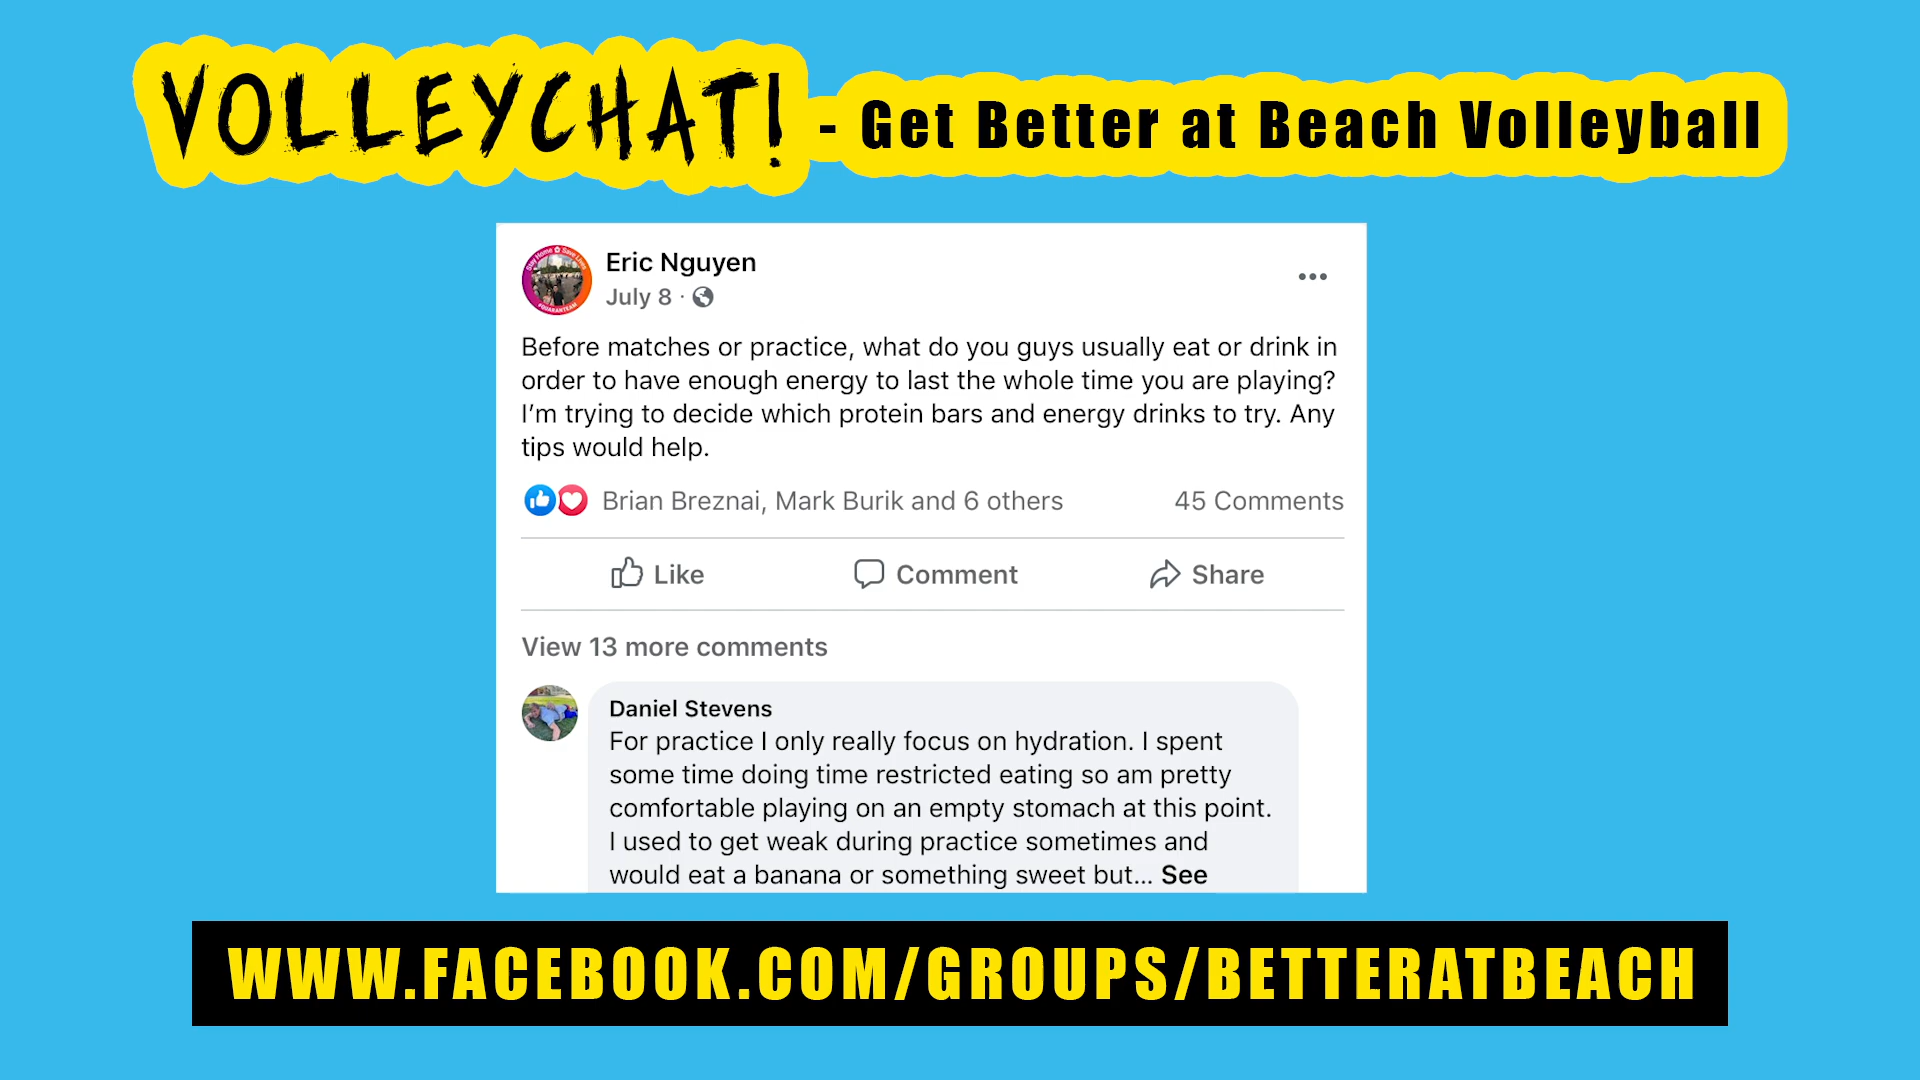 VOLLEYCHAT! - Get Better at Beach Volleyball
Eric Nguyen
July 8 ·
Before matches or practice, what do you guys usually eat or drink in
order to have enough energy to last the whole time you are playing?
I'm trying to decide which protein bars and energy drinks to try. Any
tips would help.
Brian Breznai, Mark Burik and 6 others 45 Comments
Like Comment Share
View 13 more comments
Daniel Stevens
For practice I only really focus on hydration. I spent
some time doing time restricted eating so am pretty
comfortable playing on an empty stomach at this point.
I used to get weak during practice sometimes and
would eat a banana or something sweet but... See
WWW.FACEBOOK.COM/GROUPS/BETTERATBEACH